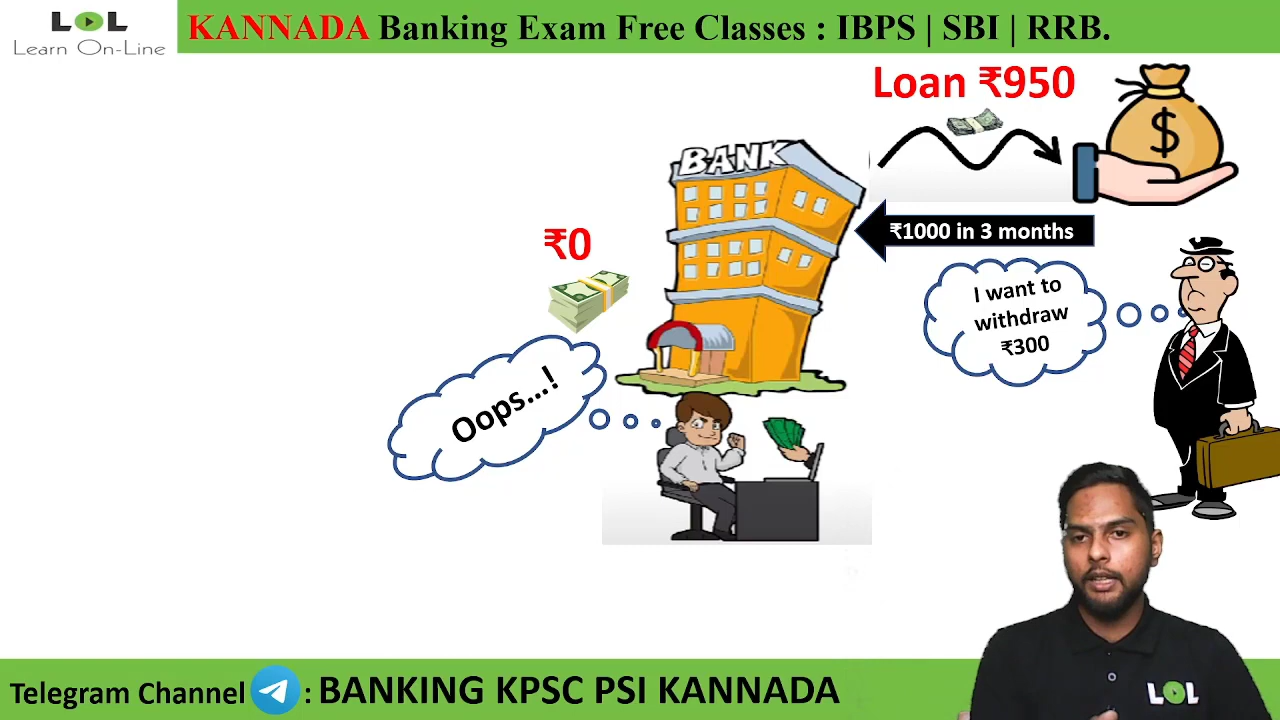 LOL
Learn On-Line
KANNADA Banking Exam Free Classes : IBPS | SBI | RRB.
Loan ₹950
$
BANK
₹1000 in 3 months
₹0
I want to
withdraw
₹300
Oops...!
LOL
Telegram Channel : BANKING KPSC PSI KANNADA